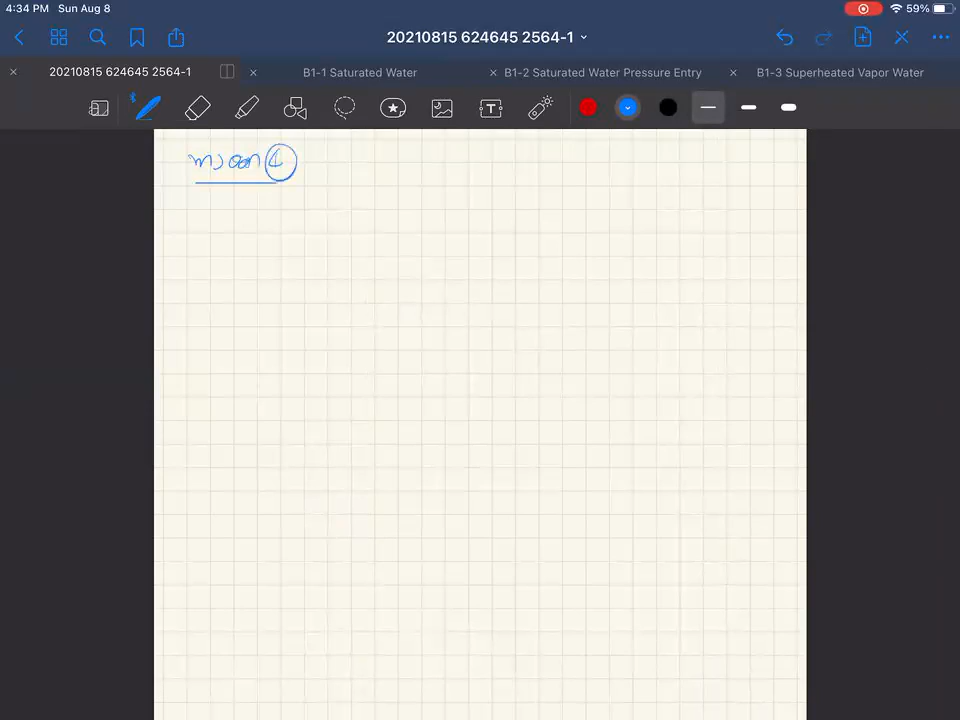 4:34 PM Sun Aug 8 59%
20210815 624645 2564-1
20210815 624645 2564-1 B1-1 Saturated Water B1-2 Saturated Water Pressure Entry B1-3 Superheated Vapor Water
T